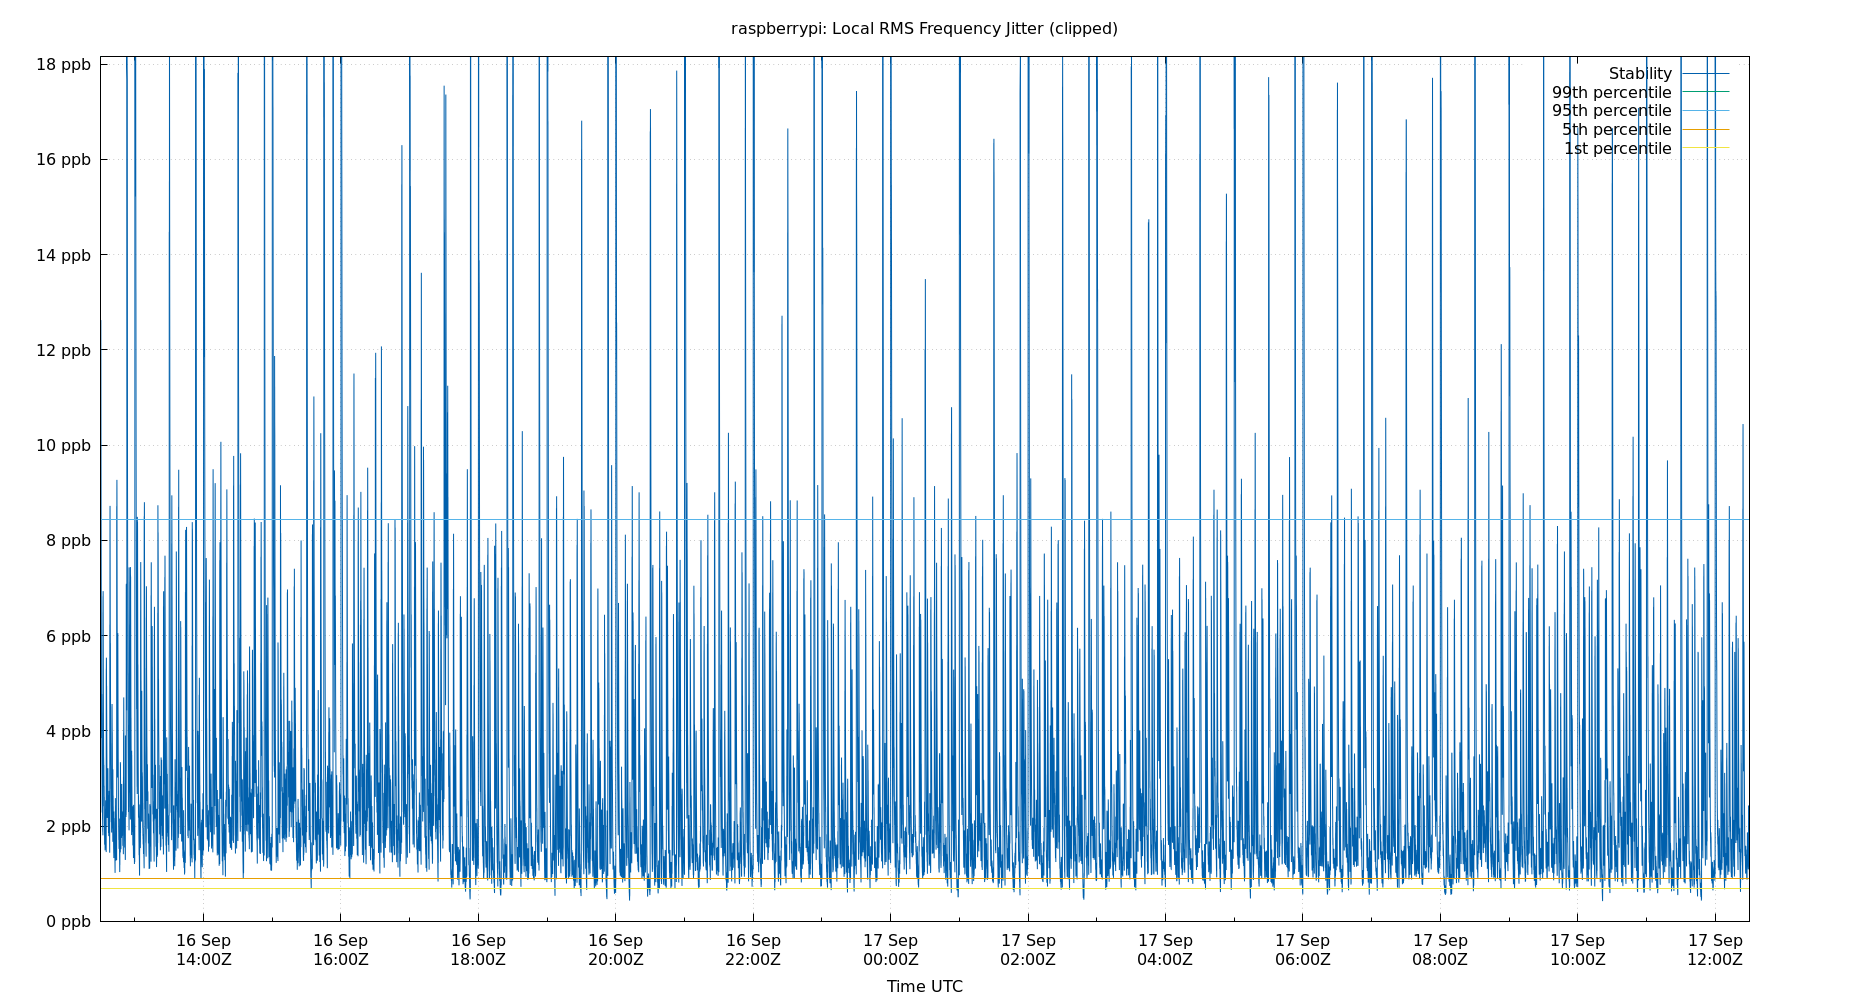 raspberrypi: Local RMS Frequency Jitter (clipped)
18 ppb
16 ppb
14 ppb
12 ppb
10 ppb
8 ppb
6 ppb
4 ppb
2 ppb
0 ppb
Stability
99th percentile
95th percentile
5th percentile
1st percentile
16 Sep
14:00Z
16 Sep
16:00Z
16 Sep
18:00Z
16 Sep
20:00Z
16 Sep
22:00Z
17 Sep
00:00Z
17 Sep
02:00Z
17 Sep
04:00Z
17 Sep
06:00Z
17 Sep
08:00Z
17 Sep
10:00Z
17 Sep
12:00Z
Time UTC